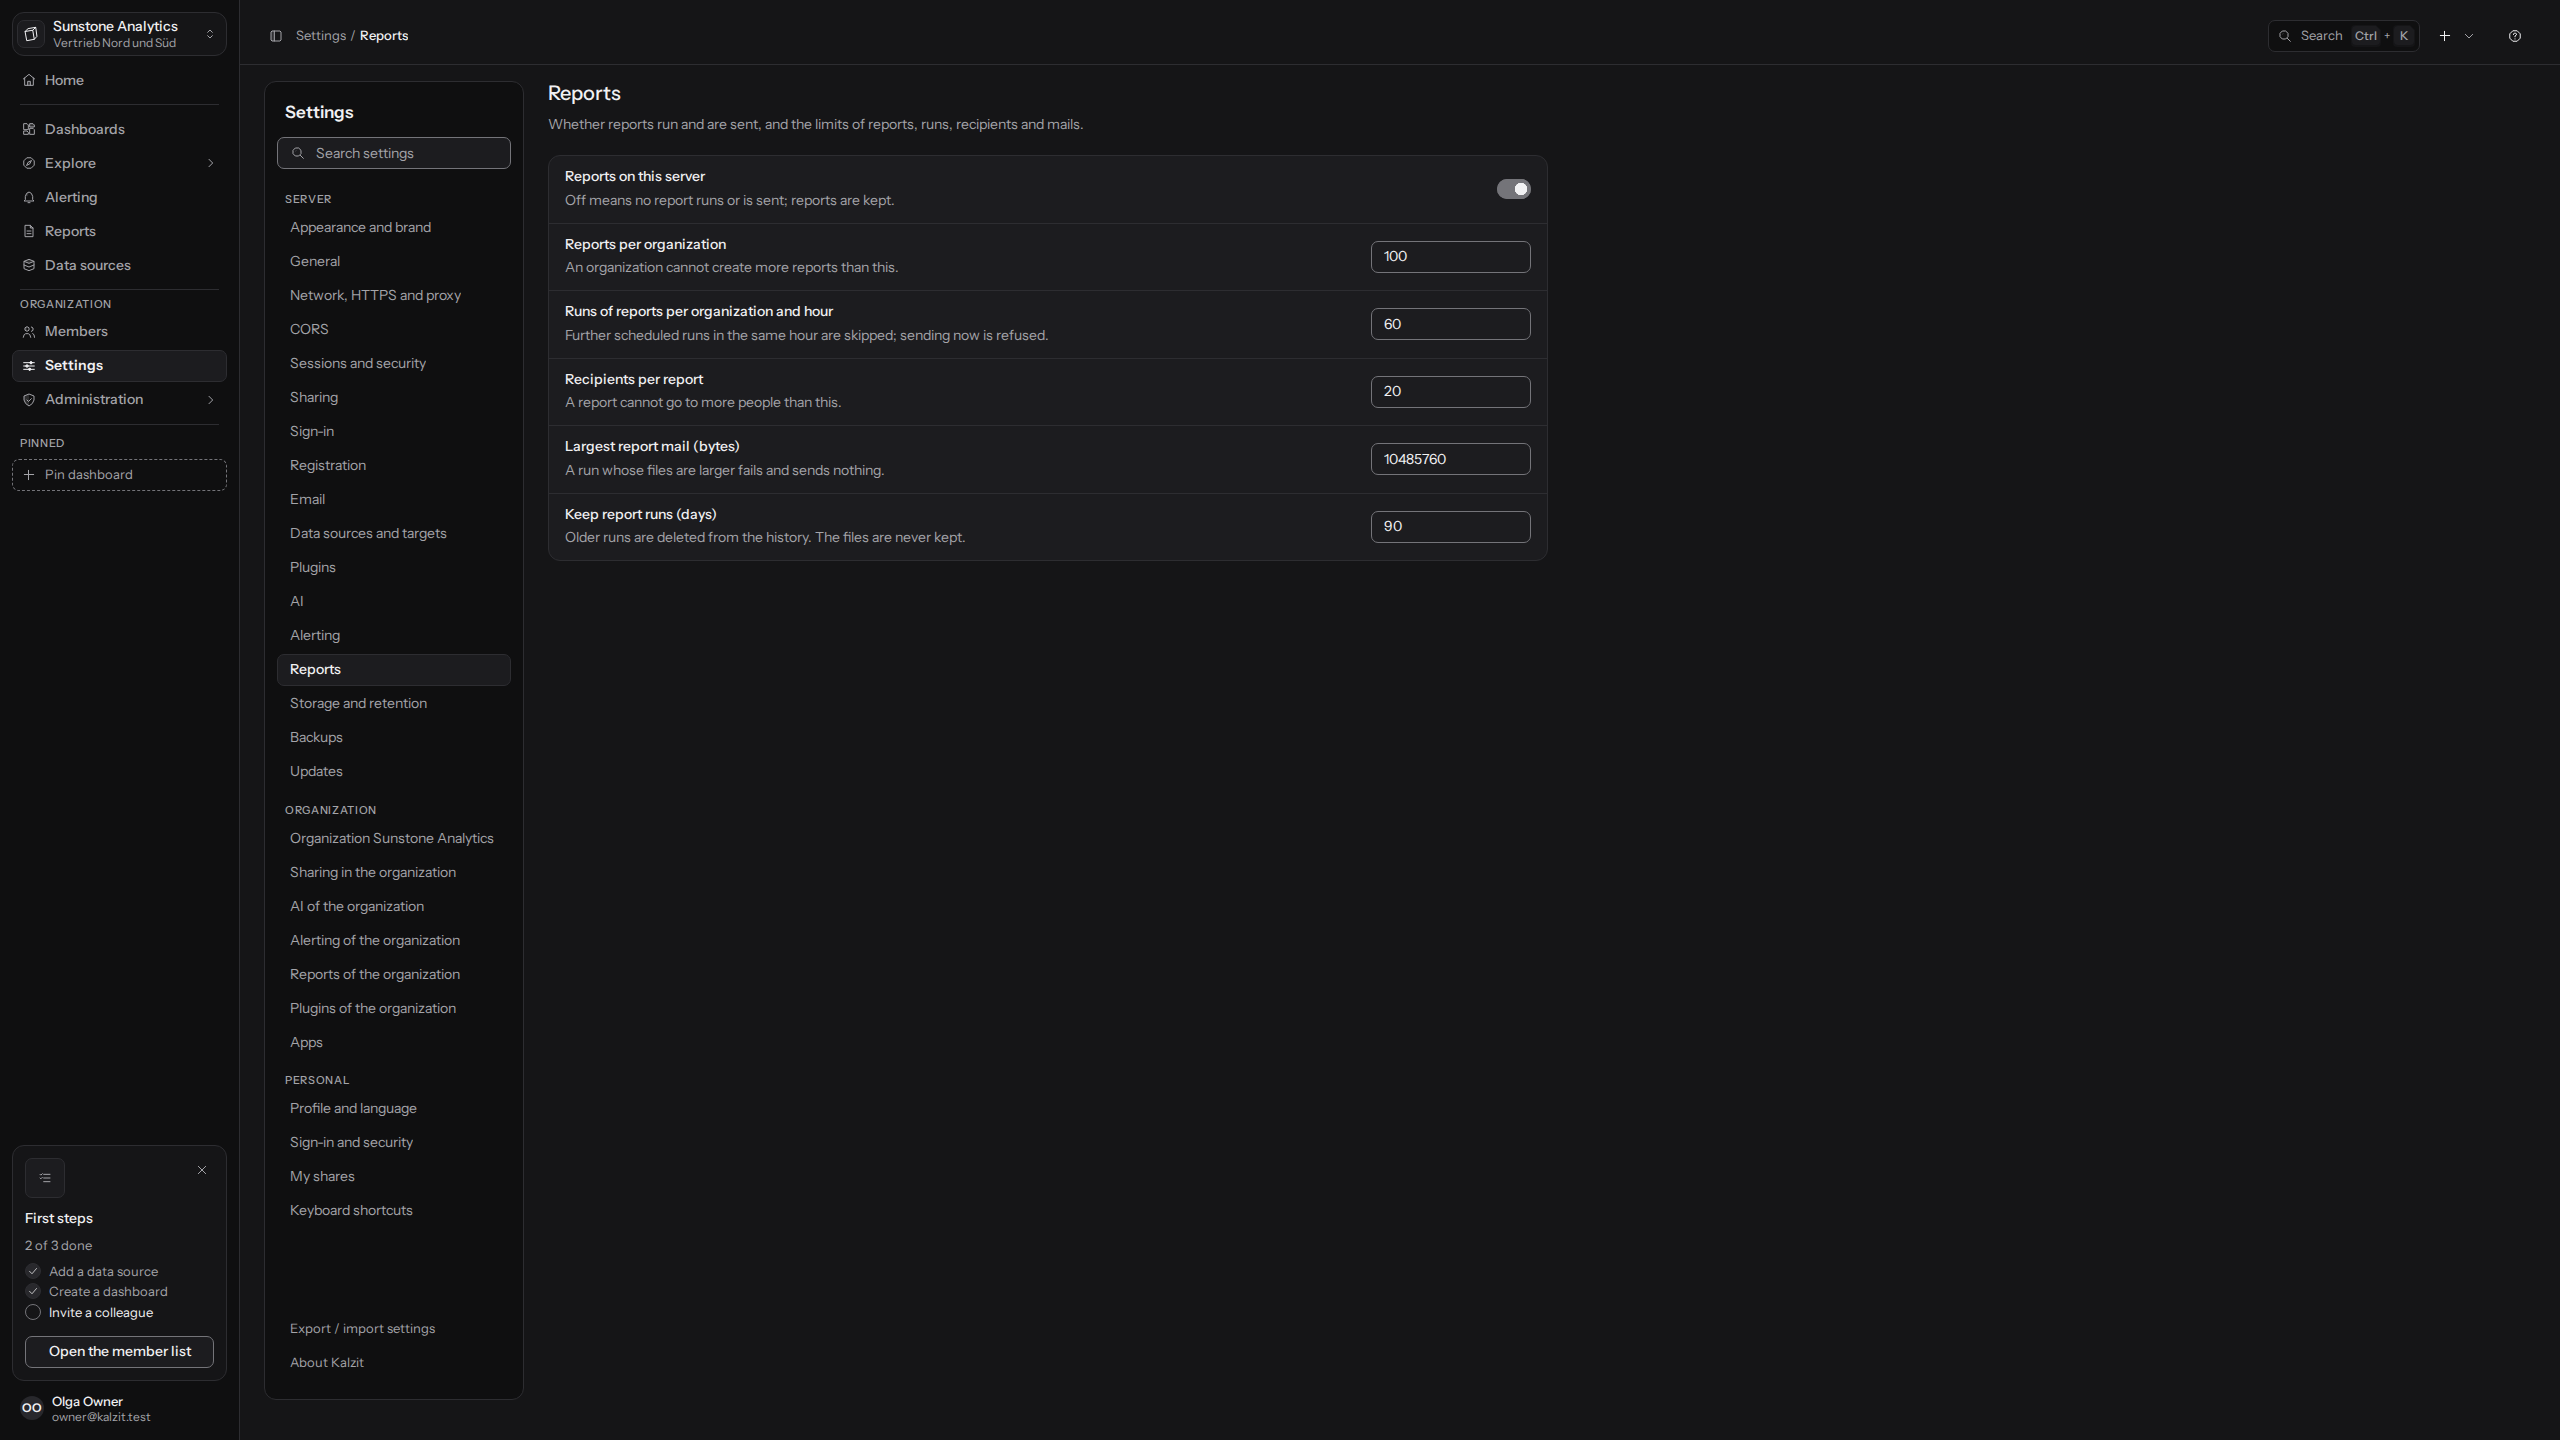 Sunstone Analytics
Vertrieb Nord und Süd
Home
Dashboards
Explore
Alerting
Reports
Data sources
ORGANIZATION
Members
Settings
Administration
PINNED
Pin dashboard
First steps
2 of 3 done
Add a data source
Create a dashboard
Invite a colleague
Open the member list
OO
Olga Owner
owner@kalzit.test
Settings / Reports
Search Ctrl + K
Settings
Search settings
SERVER
Appearance and brand
General
Network, HTTPS and proxy
CORS
Sessions and security
Sharing
Sign-in
Registration
Email
Data sources and targets
Plugins
AI
Alerting
Reports
Storage and retention
Backups
Updates
ORGANIZATION
Organization Sunstone Analytics
Sharing in the organization
AI of the organization
Alerting of the organization
Reports of the organization
Plugins of the organization
Apps
PERSONAL
Profile and language
Sign-in and security
My shares
Keyboard shortcuts
Export / import settings
About Kalzit
Reports
Whether reports run and are sent, and the limits of reports, runs, recipients and mails.
Reports on this server
Off means no report runs or is sent; reports are kept.
Reports per organization
An organization cannot create more reports than this.
100
Runs of reports per organization and hour
Further scheduled runs in the same hour are skipped; sending now is refused.
60
Recipients per report
A report cannot go to more people than this.
20
Largest report mail (bytes)
A run whose files are larger fails and sends nothing.
10485760
Keep report runs (days)
Older runs are deleted from the history. The files are never kept.
90